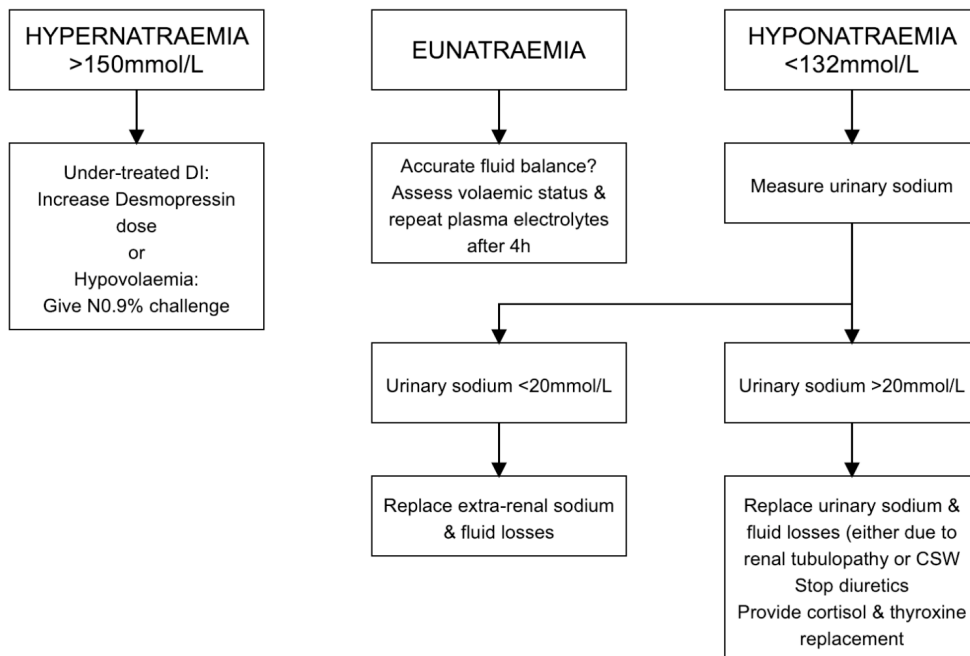 HYPERNATRAEMIA
>150mmol/L
EUNATRAEMIA
HYPONATRAEMIA
<132mmol/L
Under-treated DI:
Increase Desmopressin
dose
or
Hypovolaemia:
Give N0.9% challenge
Accurate fluid balance?
Assess volaemic status &
repeat plasma electrolytes
after 4h
Measure urinary sodium
Urinary sodium <20mmol/L
Urinary sodium >20mmol/L
Replace extra-renal sodium
& fluid losses
Replace urinary sodium &
fluid losses (either due to
renal tubulopathy or CSW
Stop diuretics
Provide cortisol & thyroxine
replacement